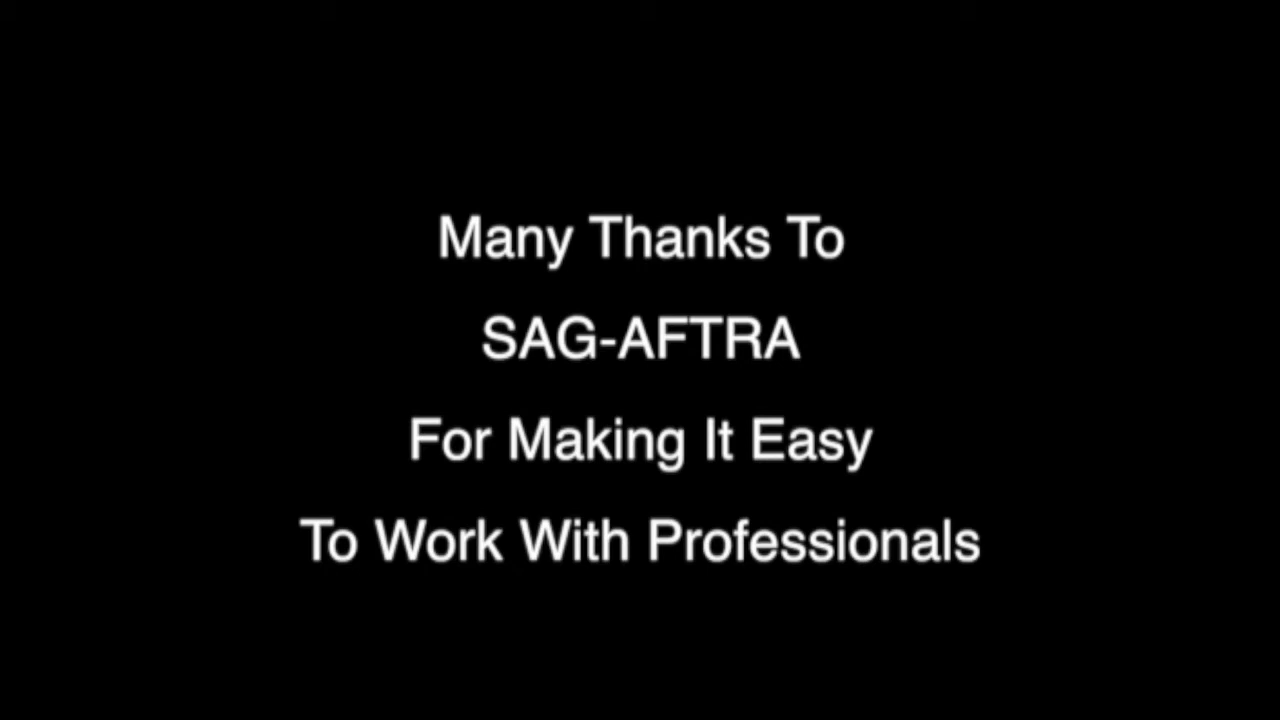 Many Thanks To
SAG-AFTRA
For Making It Easy
To Work With Professionals